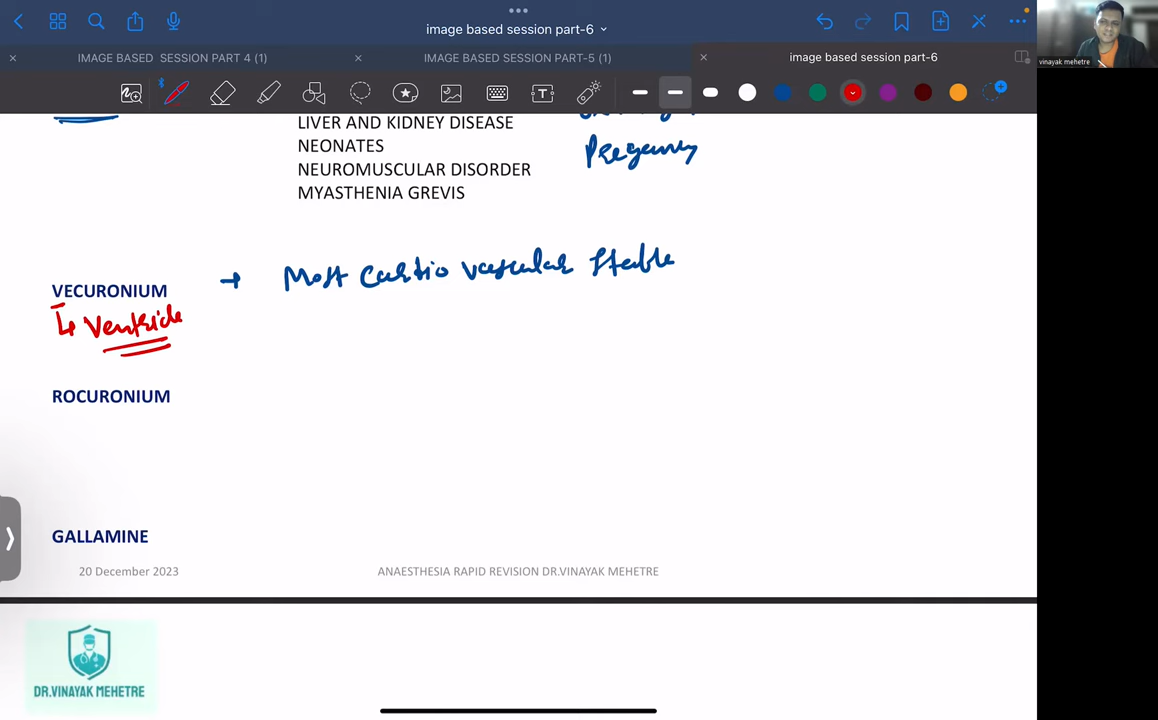 image based session part-6
IMAGE BASED SESSION PART 4 (1)
IMAGE BASED SESSION PART-5 (1)
image based session part-6
vinayak mehetre
LIVER AND KIDNEY DISEASE
NEONATES
Pregancy
NEUROMUSCULAR DISORDER
MYASTHENIA GREVIS
VECURONIUM → Most Cardio vascular Stable
↳ Ventricle
ROCURONIUM
GALLAMINE
20 December 2023
ANAESTHESIA RAPID REVISION DR.VINAYAK MEHETRE
DR.VINAYAK MEHETRE